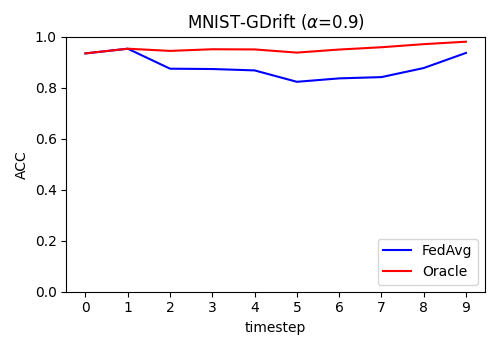 MNIST-GDrift (α=0.9)
ACC
1.0
0.8
0.6
0.4
0.2
0.0
0 1 2 3 4 5 6 7 8 9
timestep
FedAvg
Oracle